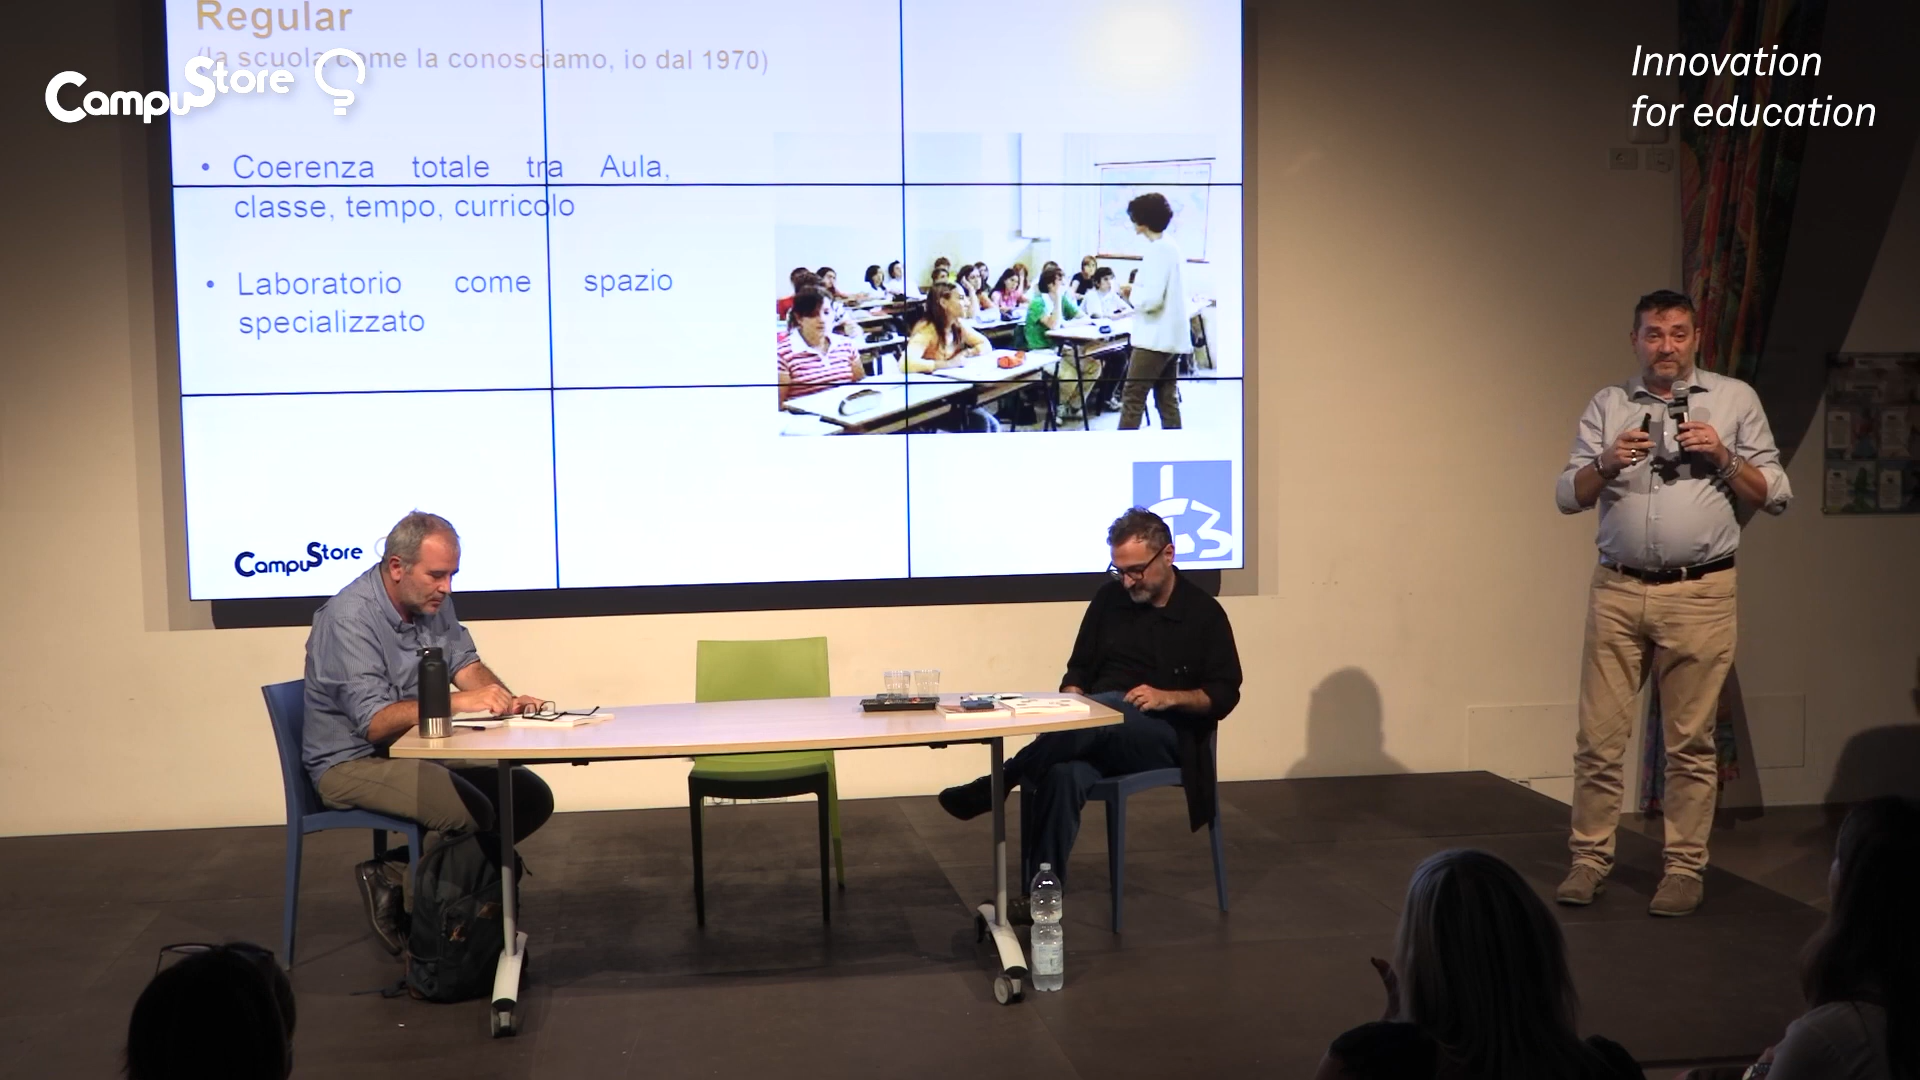 Regular
(la scuola come la conosciamo, io dal 1970)
CampuStore
Innovation
for education
• Coerenza totale tra Aula,
classe, tempo, curricolo
• Laboratorio come spazio
specializzato
CampuStore